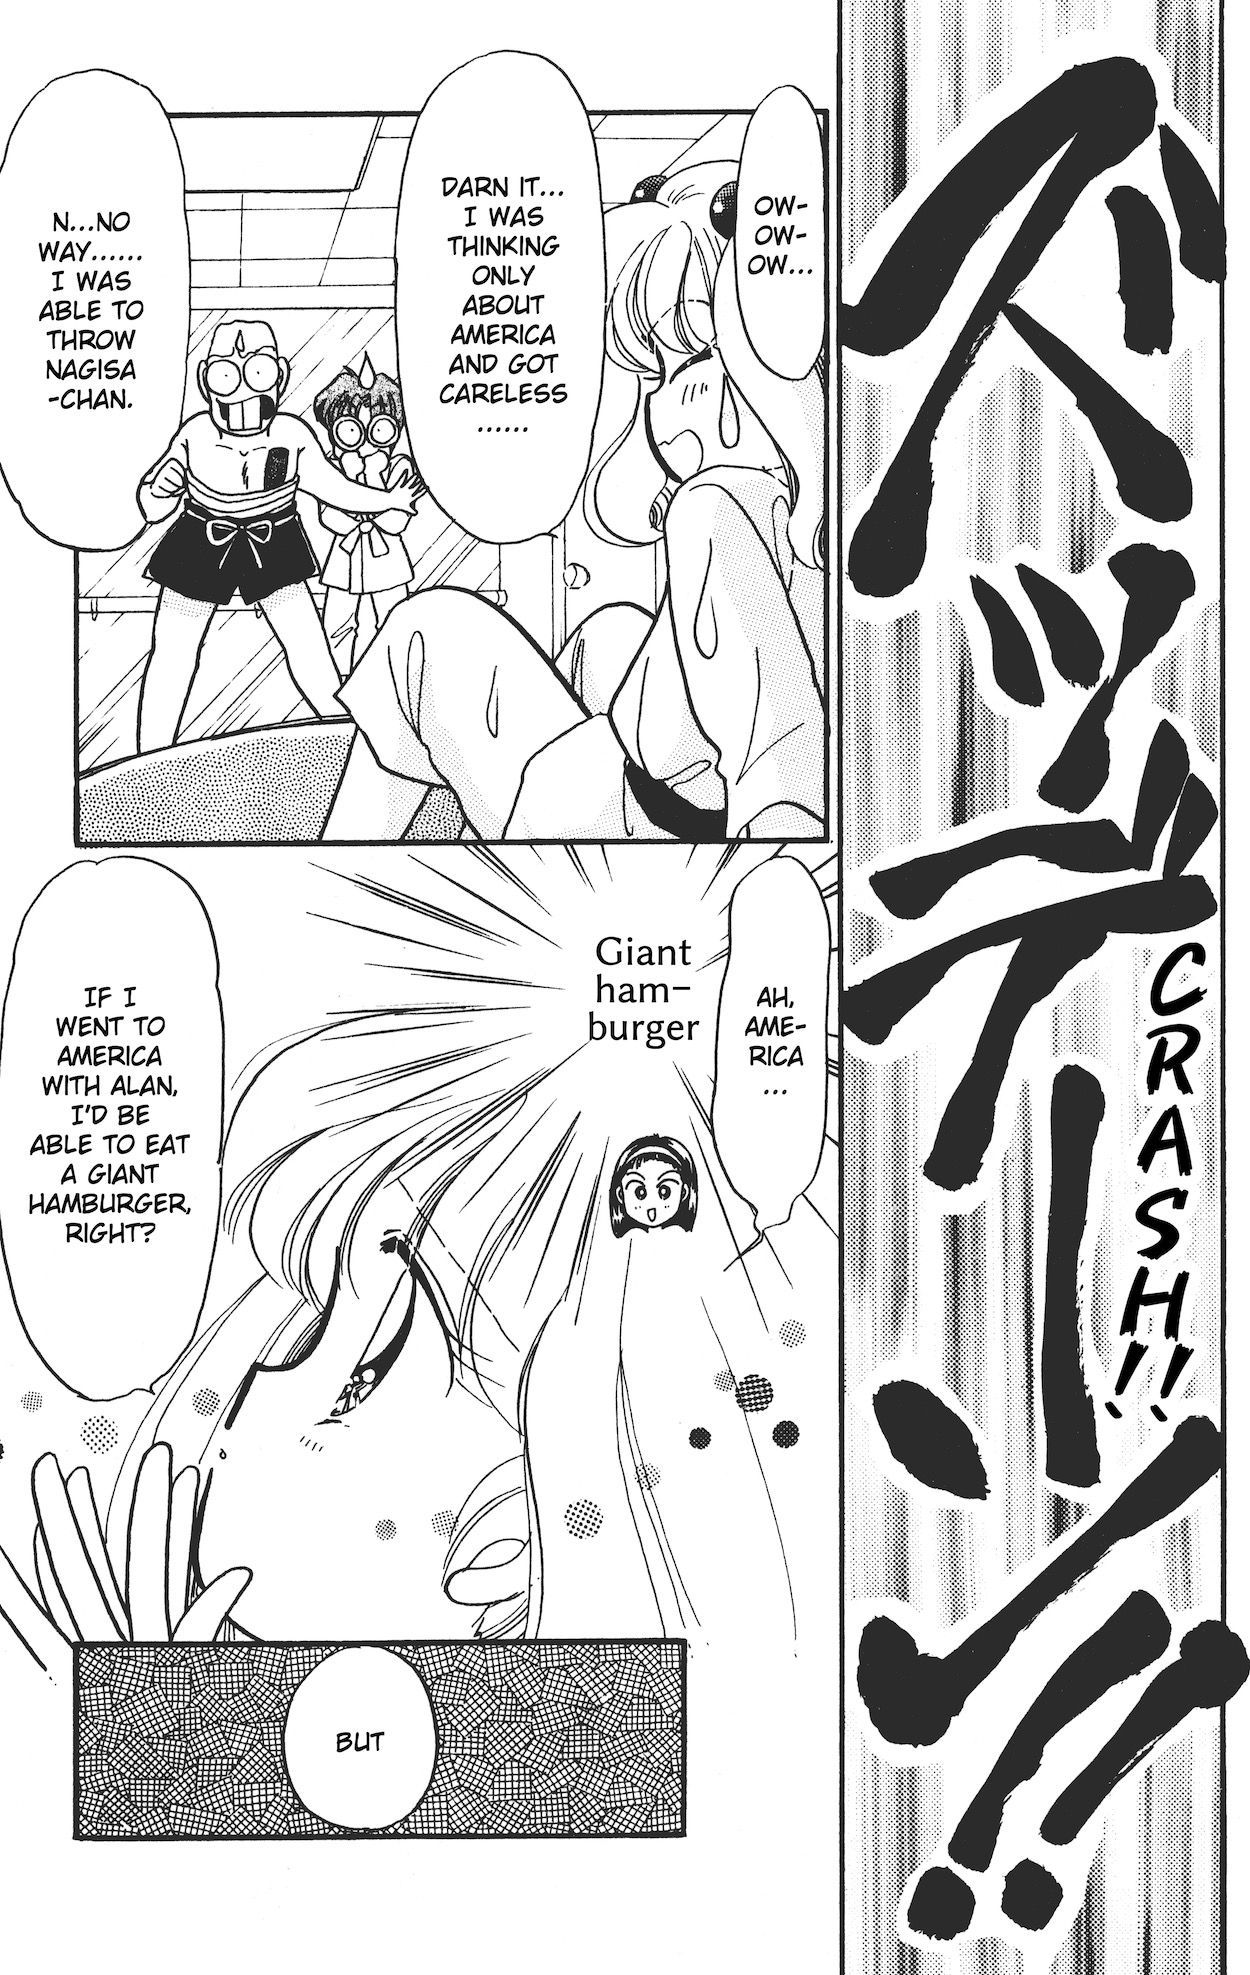 バッデーン!!
CRASH!!
OW-
OW-
OW...
DARN IT...
I WAS
THINKING
ONLY
ABOUT
AMERICA
AND GOT
CARELESS
......
N...NO
WAY......
I WAS
ABLE TO
THROW
NAGISA
-CHAN.
AH,
AME-
RICA
...
Giant
ham-
burger
IF I
WENT TO
AMERICA
WITH ALAN,
I'D BE
ABLE TO EAT
A GIANT
HAMBURGER,
RIGHT?
BUT